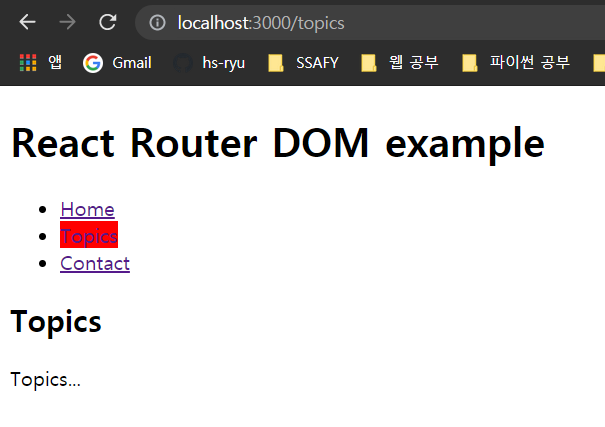 localhost:3000/topics
앱 Gmail hs-ryu SSAFY 웹 공부 파이썬 공부
React Router DOM example
Home
Topics
Contact
Topics
Topics...